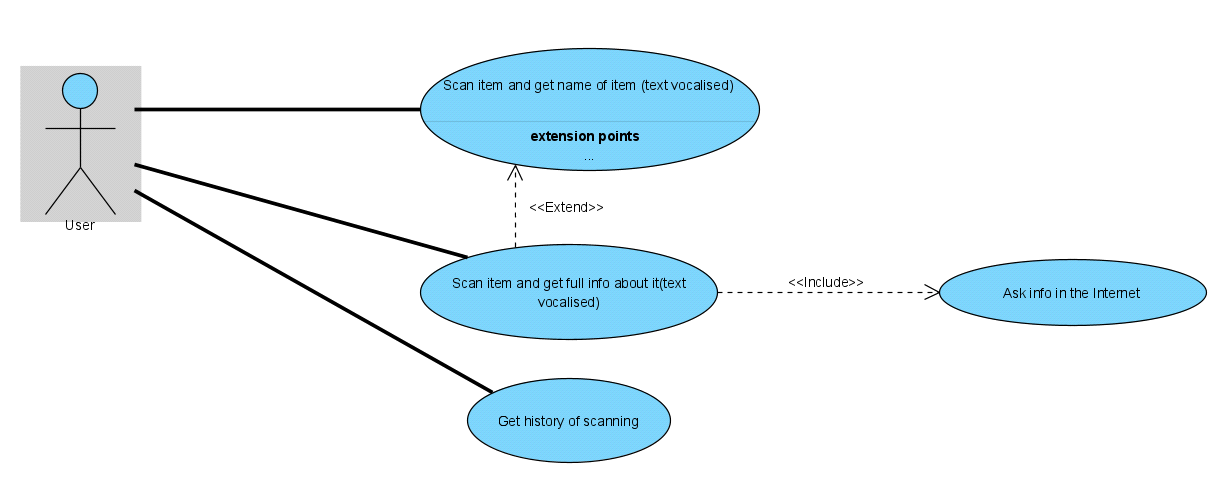 Scan item and get name of item (text vocalised)
extension points
...
User
<<Extend>>
Scan item and get full info about it(text
vocalised)
<<Include>>
Ask info in the Internet
Get history of scanning